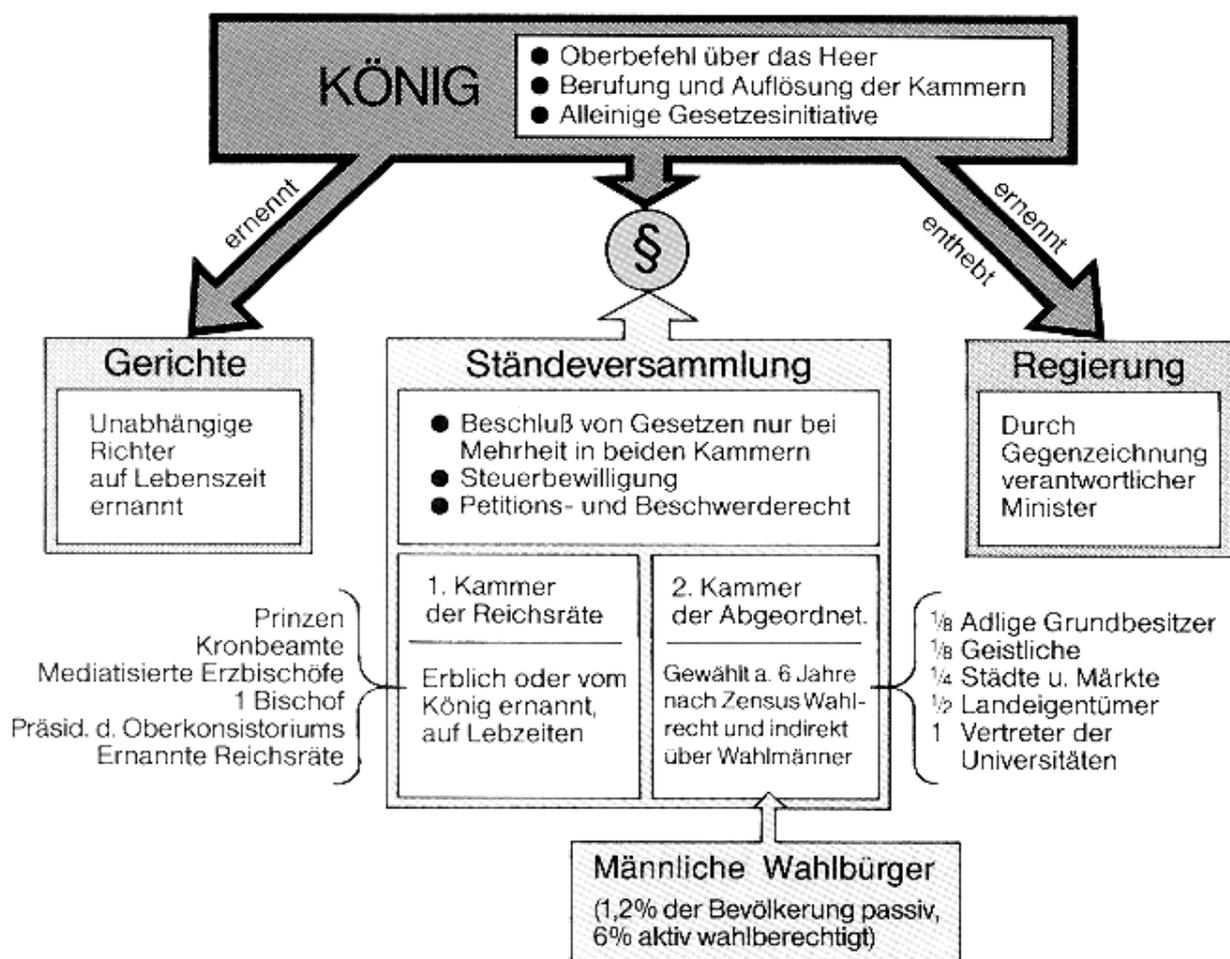 KÖNIG
● Oberbefehl über das Heer
● Berufung und Auflösung der Kammern
● Alleinige Gesetzesinitiative
ernennt
§
ernennt
enthebt
Gerichte
Unabhängige
Richter
auf Lebenszeit
ernannt
Ständeversammlung
● Beschluß von Gesetzen nur bei
Mehrheit in beiden Kammern
● Steuerbewilligung
● Petitions- und Beschwerderecht
Regierung
Durch
Gegenzeichnung
verantwortlicher
Minister
Prinzen
Kronbeamte
Mediatisierte Erzbischöfe
1 Bischof
Präsid. d. Oberkonsistoriums
Ernannte Reichsräte
1. Kammer
der Reichsräte
Erblich oder vom
König ernannt,
auf Lebzeiten
2. Kammer
der Abgeordnet.
Gewählt a. 6 Jahre
nach Zensus Wahl-
recht und indirekt
über Wahlmänner
1/8 Adlige Grundbesitzer
1/8 Geistliche
1/4 Städte u. Märkte
1/2 Landeigentümer
1 Vertreter der
Universitäten
Männliche Wahlbürger
(1,2% der Bevölkerung passiv,
6% aktiv wahlberechtigt)